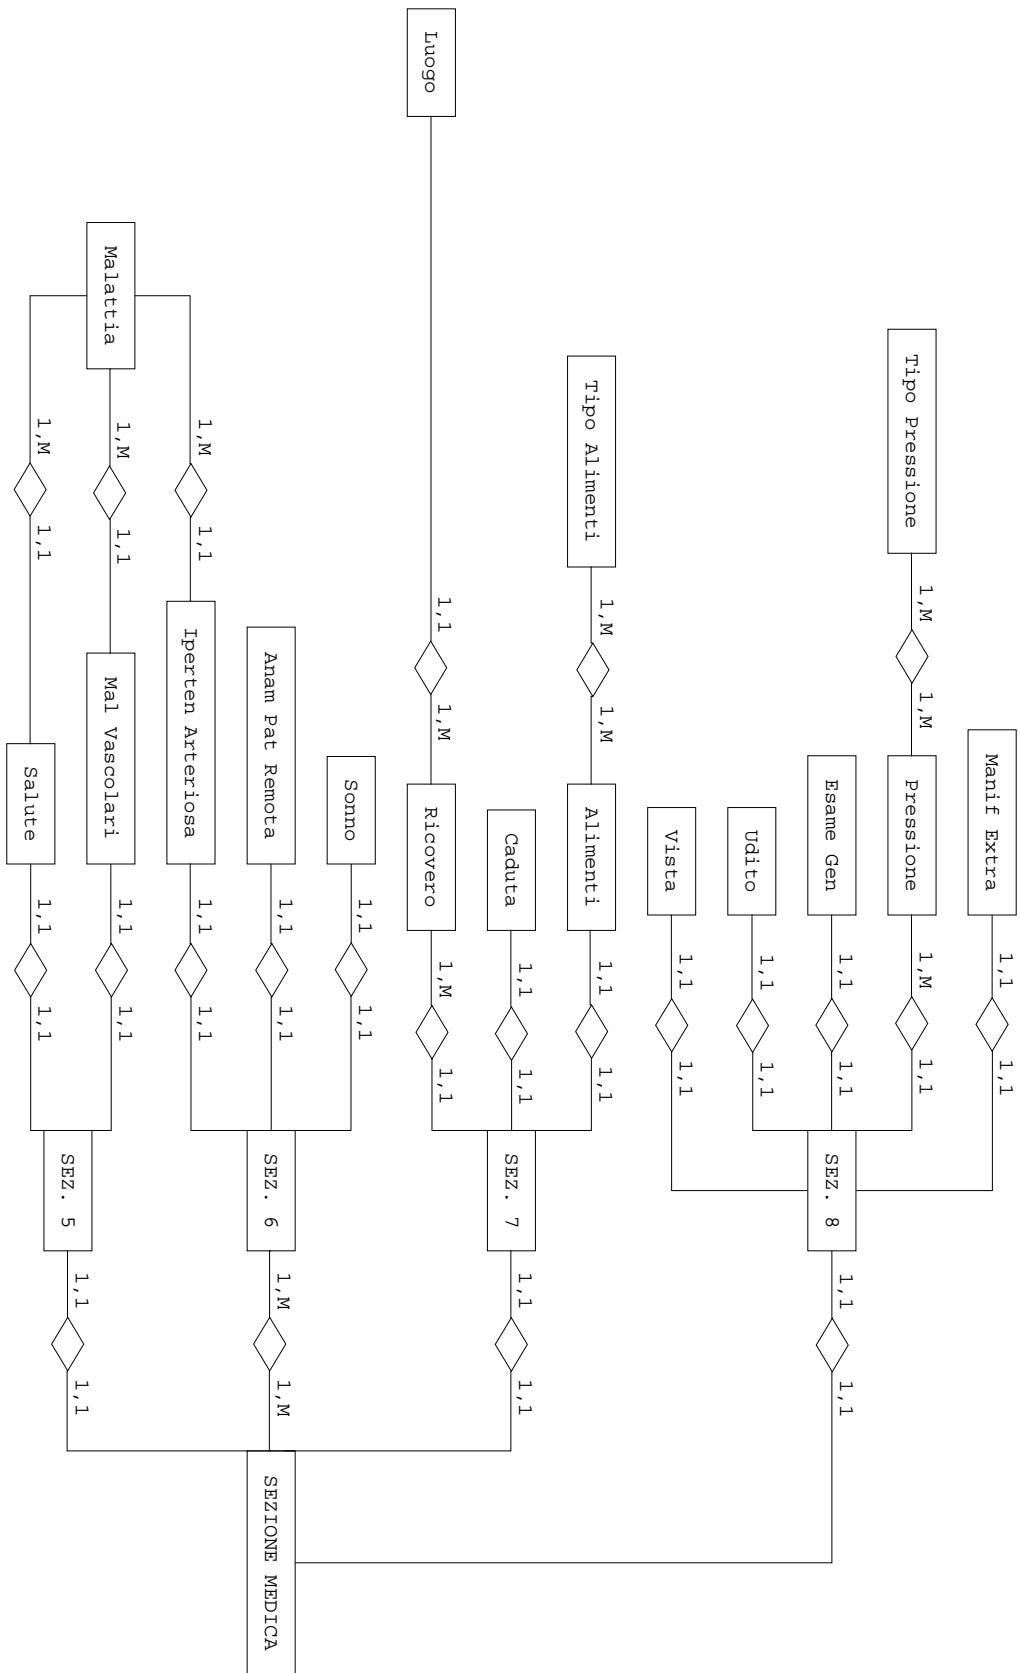 Manif Extra
1,1
1,1
Tipo Pressione
1,M
1,M
Pressione
1,M
1,1
Esame Gen
1,1
1,1
SEZ. 8
1,1
1,1
Udito
1,1
1,1
Vista
1,1
1,1
Tipo Alimenti
1,M
1,M
Alimenti
1,1
1,1
Caduta
1,1
1,1
SEZ. 7
1,1
1,1
Luogo
1,1
1,M
Ricovero
1,M
1,1
Sonno
1,1
1,1
Anam Pat Remota
1,1
1,1
SEZ. 6
1,M
1,M
SEZIONE MEDICA
1,M
1,1
Iperten Arteriosa
1,1
1,1
Malattia
1,M
1,1
Mal Vascolari
1,1
1,1
SEZ. 5
1,1
1,1
1,M
1,1
Salute
1,1
1,1